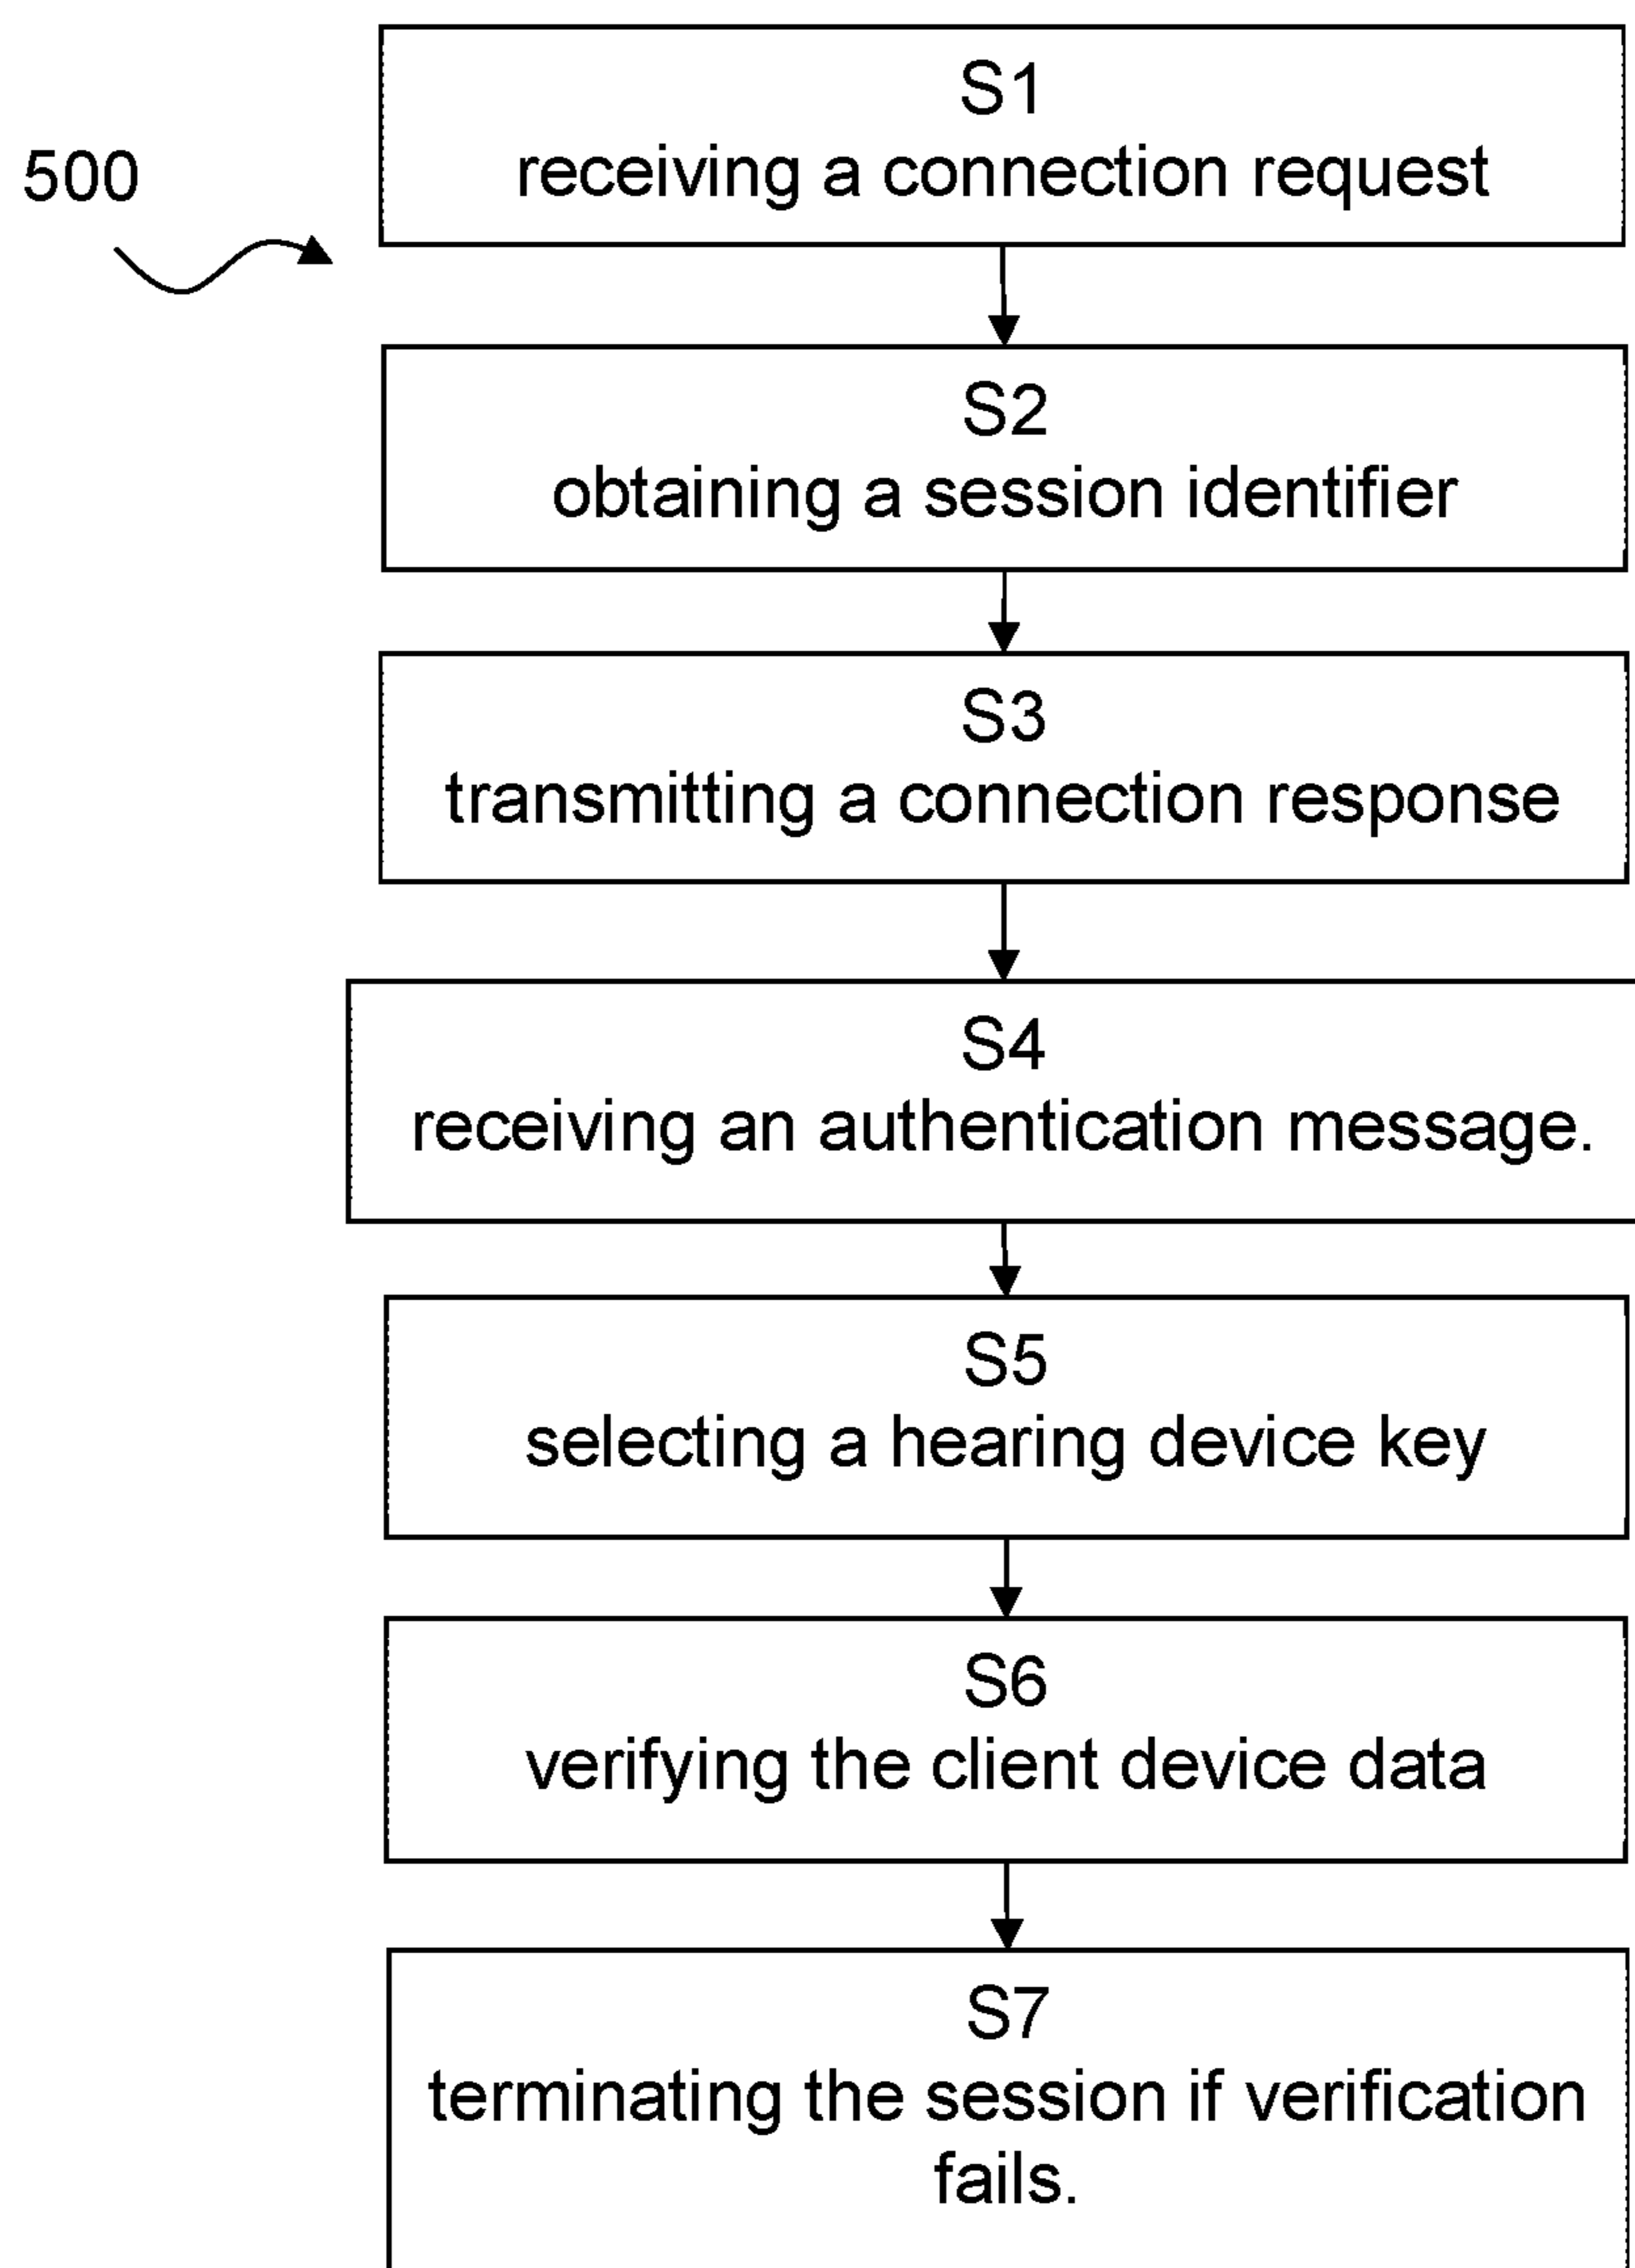 500
S1
receiving a connection request
S2
obtaining a session identifier
S3
transmitting a connection response
S4
receiving an authentication message.
S5
selecting a hearing device key
S6
verifying the client device data
S7
terminating the session if verification
fails.